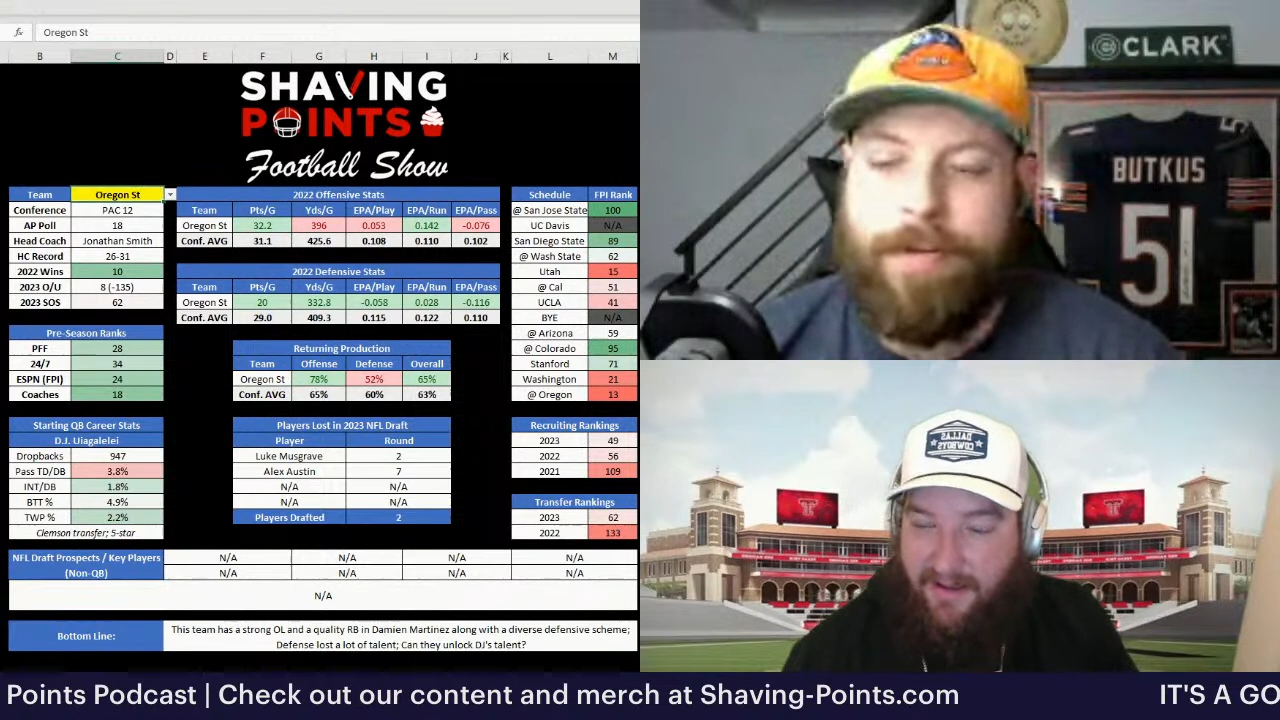 fx Oregon St
B C D E F G H I J K L M
SHAVING
POINTS
Football Show
Team Oregon St
Conference PAC 12
AP Poll 18
Head Coach Jonathan Smith
HC Record 26-31
2022 Wins 10
2023 O/U 8 (-135)
2023 SOS 62
Pre-Season Ranks
PFF 28
24/7 34
ESPN (FPI) 24
Coaches 18
Starting QB Career Stats
D.J. Uiagalelei
Dropbacks 947
Pass TD/DB 3.8%
INT/DB 1.8%
BTT % 4.9%
TWP % 2.2%
Clemson transfer; 5-star
2022 Offensive Stats
Team Pts/G Yds/G EPA/Play EPA/Run EPA/Pass
Oregon St 32.2 396 0.053 0.142 -0.076
Conf. AVG 31.1 425.6 0.108 0.110 0.102
2022 Defensive Stats
Team Pts/G Yds/G EPA/Play EPA/Run EPA/Pass
Oregon St 20 332.8 -0.058 0.028 -0.116
Conf. AVG 29.0 409.3 0.115 0.122 0.110
Returning Production
Team Offense Defense Overall
Oregon St 78% 52% 65%
Conf. AVG 65% 60% 63%
Players Lost in 2023 NFL Draft
Player Round
Luke Musgrave 2
Alex Austin 7
N/A N/A
N/A N/A
Players Drafted 2
Schedule FPI Rank
@ San Jose State 100
UC Davis N/A
San Diego State 89
@ Wash State 62
Utah 15
@ Cal 51
UCLA 41
BYE N/A
@ Arizona 59
@ Colorado 95
Stanford 71
Washington 21
@ Oregon 13
Recruiting Rankings
2023 49
2022 56
2021 109
Transfer Rankings
2023 62
2022 133
NFL Draft Prospects / Key Players
(Non-QB)
N/A N/A N/A N/A
N/A N/A N/A N/A
N/A
Bottom Line:
This team has a strong OL and a quality RB in Damien Martinez along with a diverse defensive scheme;
Defense lost a lot of talent; Can they unlock DJ's talent?
CLARK
BUTKUS
51
51
DALLAS
COWBOYS
Points Podcast | Check out our content and merch at Shaving-Points.com IT'S A GO